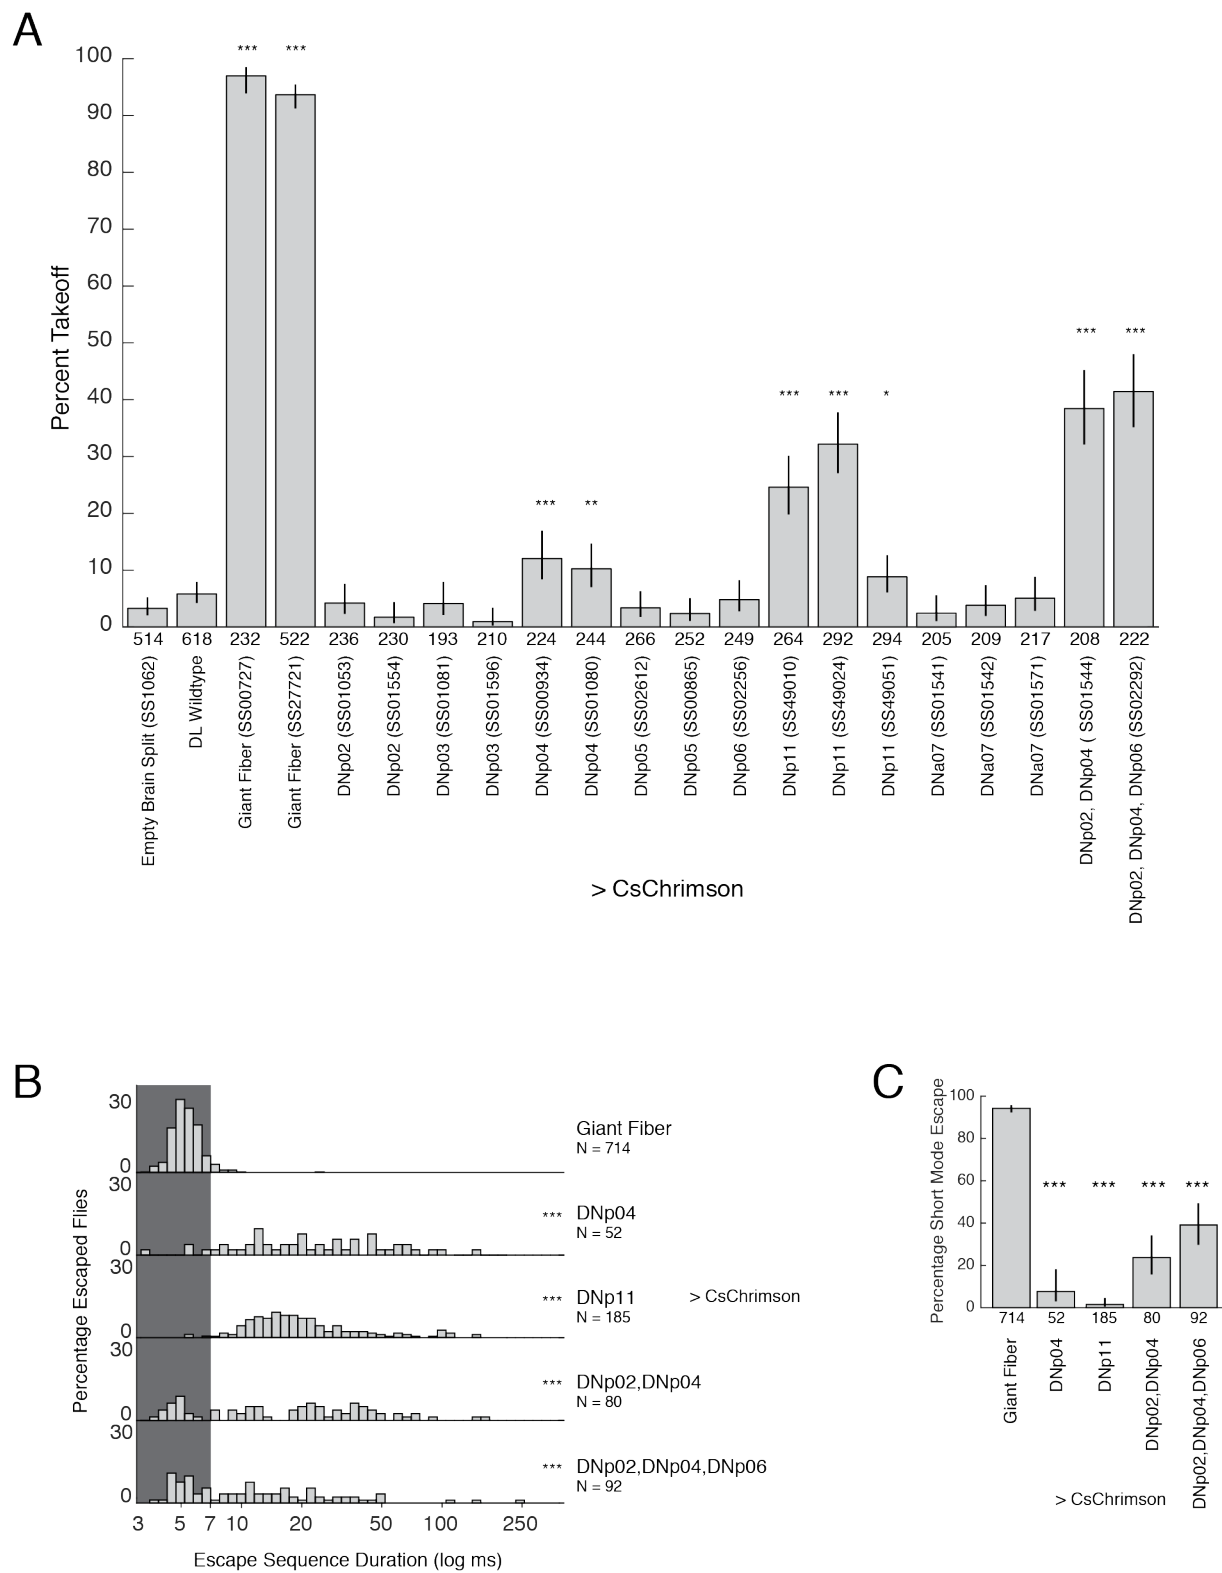 A
Percent Takeoff
100
90
80
70
60
50
40
30
20
10
0
*** ***
*** **
*** *** *
*** ***
514 618 232 522 236 230 193 210 224 244 266 252 249 264 292 294 205 209 217 208 222
Empty Brain Split (SS1062)
DL Wildtype
Giant Fiber (SS00727)
Giant Fiber (SS27721)
DNp02 (SS01053)
DNp02 (SS01554)
DNp03 (SS01081)
DNp03 (SS01596)
DNp04 (SS00934)
DNp04 (SS01080)
DNp05 (SS02612)
DNp05 (SS00865)
DNp06 (SS02256)
DNp11 (SS49010)
DNp11 (SS49024)
DNp11 (SS49051)
DNa07 (SS01541)
DNa07 (SS01542)
DNa07 (SS01571)
DNp02, DNp04 ( SS01544)
DNp02, DNp04, DNp06 (SS02292)
> CsChrimson
B
Percentage Escaped Flies
30
0
Giant Fiber
N = 714
30
0
*** DNp04
N = 52
30
0
*** DNp11
N = 185
> CsChrimson
30
0
*** DNp02,DNp04
N = 80
30
0
*** DNp02,DNp04,DNp06
N = 92
3 5 7 10 20 50 100 250
Escape Sequence Duration (log ms)
C
Percentage Short Mode Escape
100
80
60
40
20
0
*** *** *** ***
714 52 185 80 92
Giant Fiber
DNp04
DNp11
DNp02,DNp04
DNp02,DNp04,DNp06
> CsChrimson